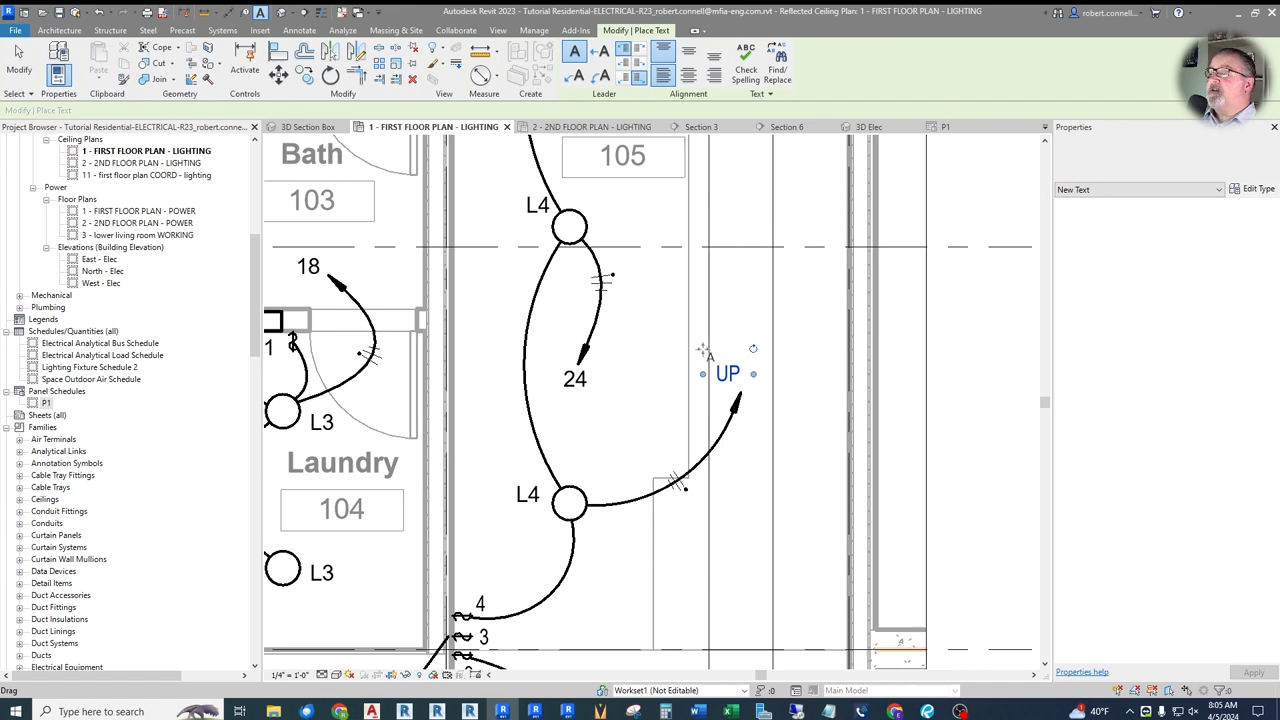 Autodesk Revit 2023 - Tutorial Residential-ELECTRICAL-R23_robert.connell@mfia-eng.com.rvt - Reflected Ceiling Plan: 1 - FIRST FLOOR PLAN - LIGHTING
robert.connell...
File Architecture Structure Steel Precast Systems Insert Annotate Analyze Massing & Site Collaborate View Manage Add-Ins Modify | Place Text
Modify Properties Paste Cope Cut Join Activate Check Spelling Find/ Replace
Select Properties Clipboard Geometry Controls Modify View Measure Create Leader Alignment Text
Modify | Place Text
Project Browser - Tutorial Residential-ELECTRICAL-R23_robert.conne...
3D Section Box
1 - FIRST FLOOR PLAN - LIGHTING
2 - 2ND FLOOR PLAN - LIGHTING
Section 3
Section 6
3D Elec
P1
Properties
New Text
Edit Type
Ceiling Plans
1 - FIRST FLOOR PLAN - LIGHTING
2 - 2ND FLOOR PLAN - LIGHTING
11 - first floor plan COORD - lighting
Power
Floor Plans
1 - FIRST FLOOR PLAN - POWER
2 - 2ND FLOOR PLAN - POWER
3 - lower living room WORKING
Elevations (Building Elevation)
East - Elec
North - Elec
West - Elec
Mechanical
Plumbing
Legends
Schedules/Quantities (all)
Electrical Analytical Bus Schedule
Electrical Analytical Load Schedule
Lighting Fixture Schedule 2
Space Outdoor Air Schedule
Panel Schedules
P1
Sheets (all)
Families
Air Terminals
Analytical Links
Annotation Symbols
Cable Tray Fittings
Cable Trays
Ceilings
Conduit Fittings
Conduits
Curtain Panels
Curtain Systems
Curtain Wall Mullions
Data Devices
Detail Items
Duct Accessories
Duct Fittings
Duct Linings
Duct Systems
Ducts
Electrical Equipment
Bath
103
105
L4
18
1
24
UP
L3
Laundry
104
L4
L3
4
3
Properties help
Apply
1/4" = 1'-0"
Drag
Workset1 (Not Editable)
:0
Main Model
:0
Type here to search
40°F
8:05 AM
4/5/2024